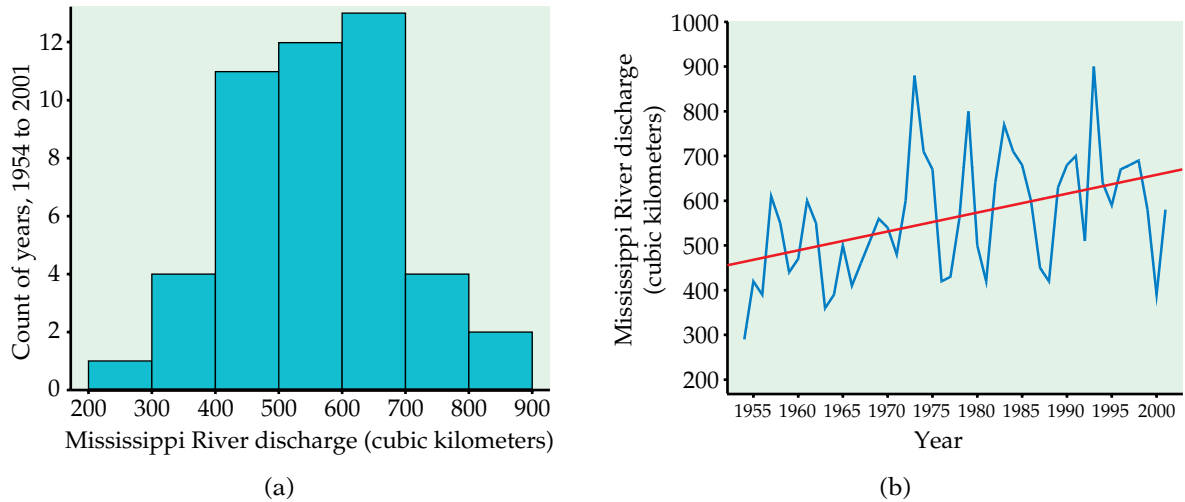 Count of years, 1954 to 2001
12
10
8
6
4
2
0
200 300 400 500 600 700 800 900
Mississippi River discharge (cubic kilometers)
(a)
Mississippi River discharge
(cubic kilometers)
1000
900
800
700
600
500
400
300
200
1955 1960 1965 1970 1975 1980 1985 1990 1995 2000
Year
(b)